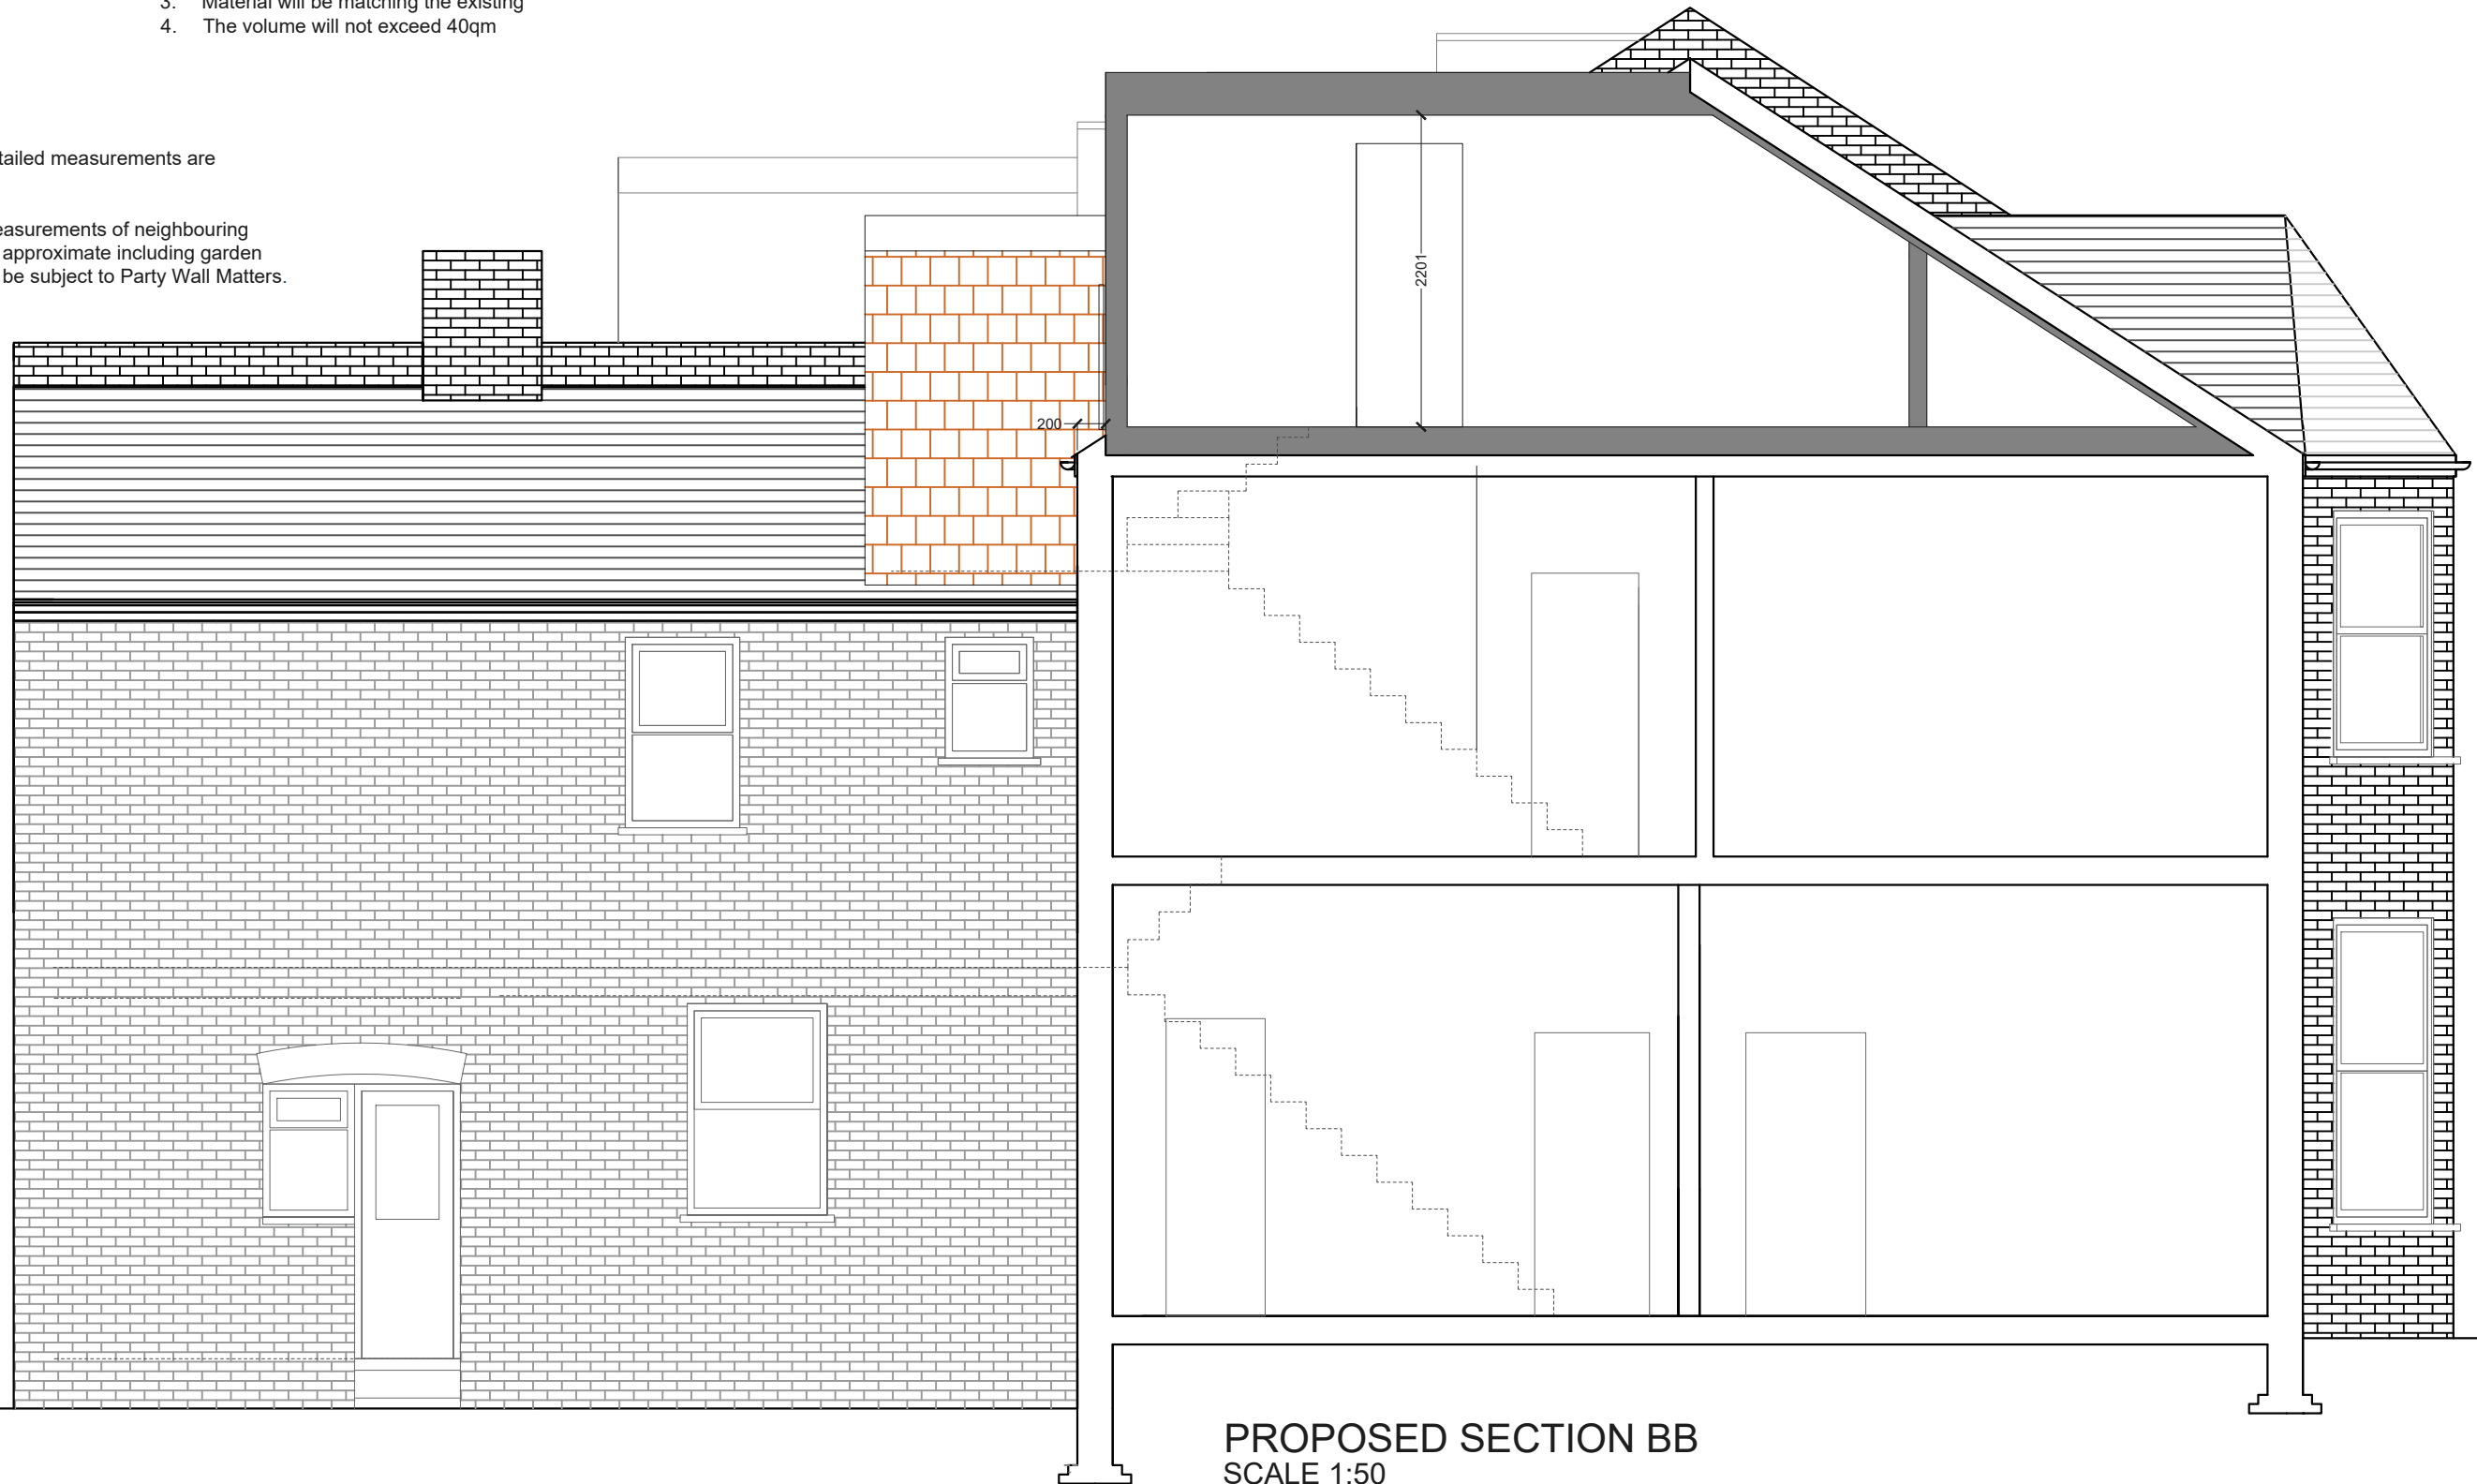 3. Material will be matching the existing
4. The volume will not exceed 40qm
tailed measurements are
easurements of neighbouring
approximate including garden
be subject to Party Wall Matters.
2201
200
PROPOSED SECTION BB
SCALE 1:50